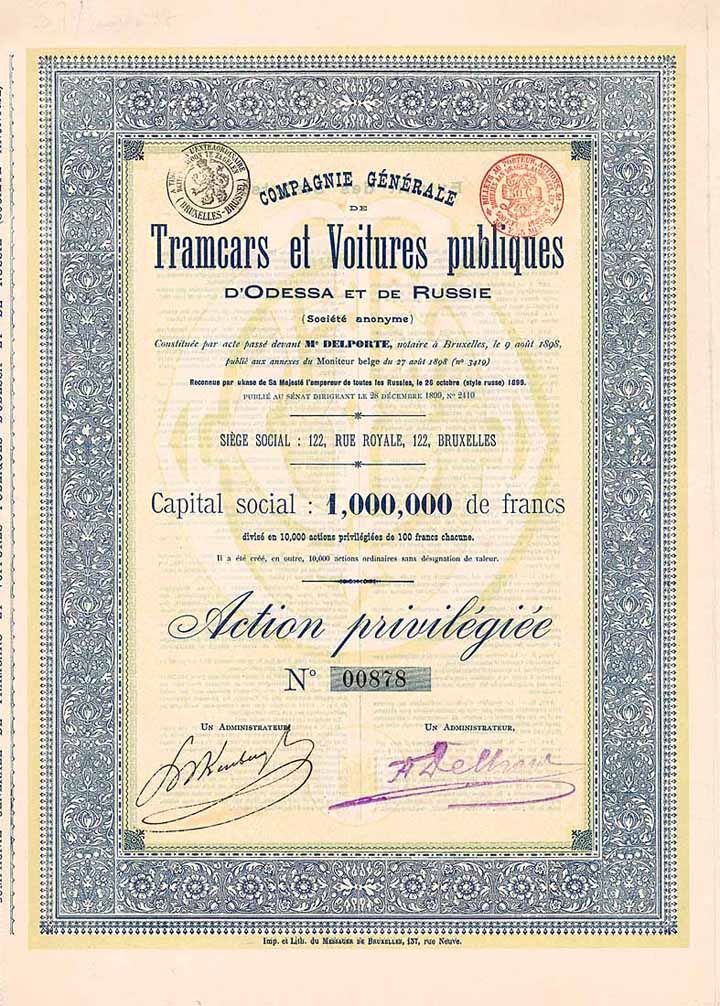 COMPAGNIE GÉNÉRALE
DE
Tramcars et Voitures publiques
D'ODESSA ET DE RUSSIE
(Société anonyme)
Constituée par acte passé devant Me DELPORTE, notaire à Bruxelles, le 9 août 1898,
publié aux annexes du Moniteur belge du 27 août 1898 (no 3419)
Reconnue par ukase de Sa Majesté l'empereur de toutes les Russies, le 26 octobre (style russe) 1899.
PUBLIÉ AU SÉNAT DIRIGEANT LE 28 DÉCEMBRE 1899, No 2410
SIÈGE SOCIAL : 122, RUE ROYALE, 122, BRUXELLES
Capital social : 1,000,000 de francs
divisé en 10,000 actions privilégiées de 100 francs chacune.
Il a été créé, en outre, 10,000 actions ordinaires sans désignation de valeur.
Action privilégiée
No 00878
UN ADMINISTRATEUR,
UN ADMINISTRATEUR,
Imp. et Lith. du MESSAGER DE BRUXELLES, 137, rue Neuve.